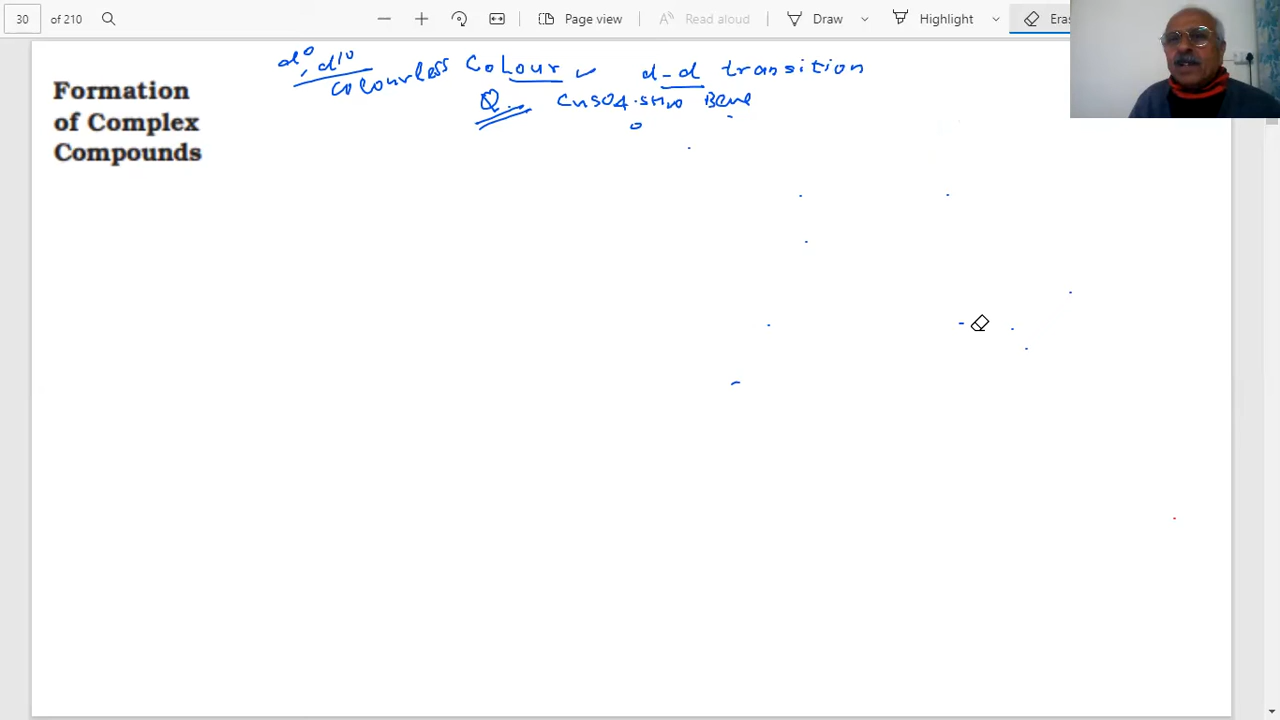 30 of 210 Page view Read aloud Draw Highlight Eras
d⁰, d10 colourless Colour d-d transition
Formation
of Complex
Compounds
Q. CuSO4.5H2O